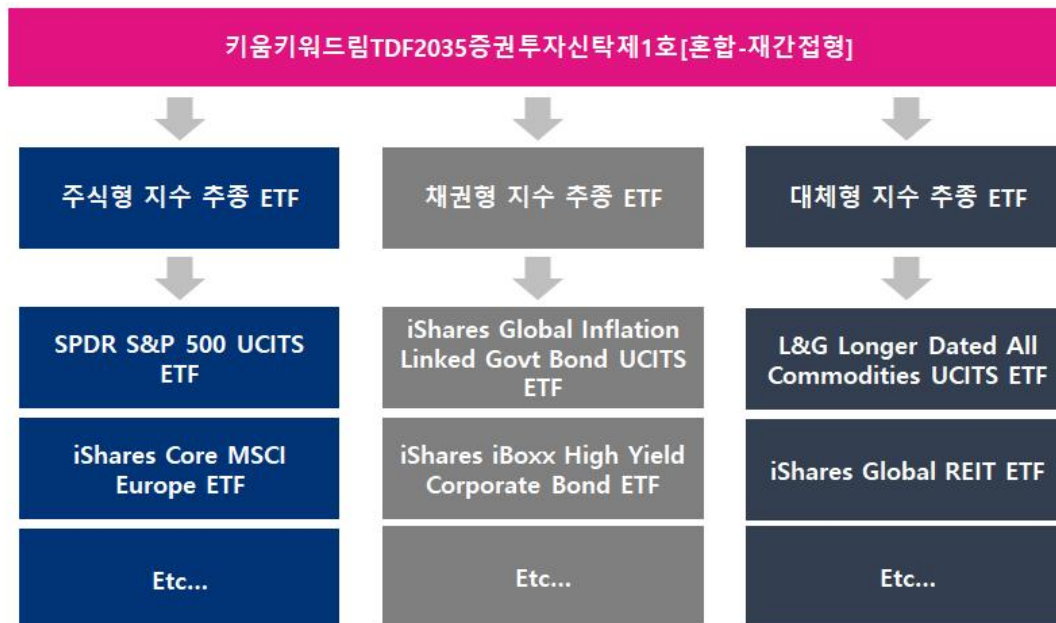 키움키워드림TDF2035증권투자신탁제1호[혼합-재간접형]
주식형 지수 추종 ETF
SPDR S&P 500 UCITS
ETF
iShares Core MSCI
Europe ETF
Etc...
채권형 지수 추종 ETF
iShares Global Inflation
Linked Govt Bond UCITS
ETF
iShares iBoxx High Yield
Corporate Bond ETF
Etc...
대체형 지수 추종 ETF
L&G Longer Dated All
Commodities UCITS ETF
iShares Global REIT ETF
Etc...